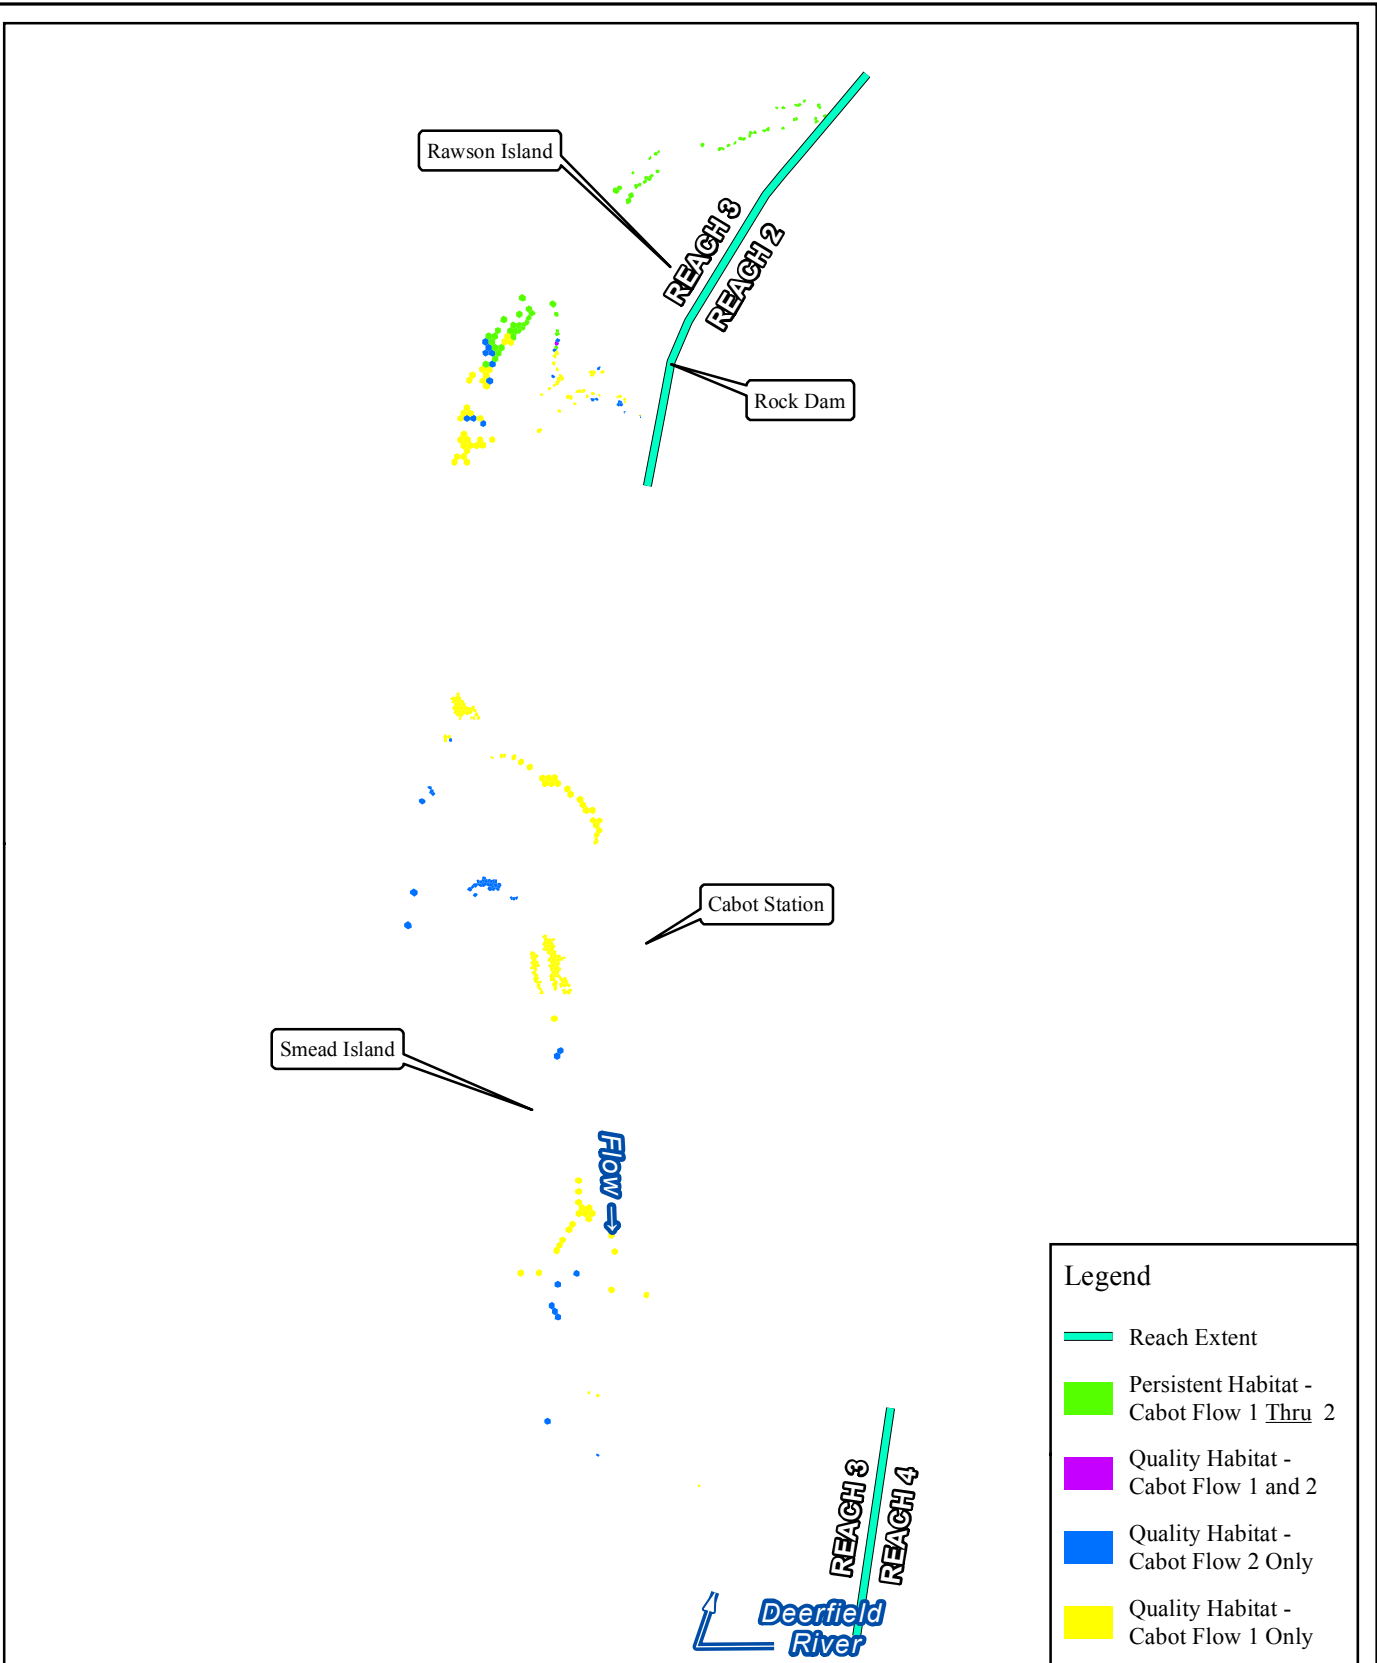 Rawson Island
REACH 3
REACH 2
Rock Dam
Cabot Station
Smead Island
Flow
Legend
Reach Extent
Persistent Habitat -
Cabot Flow 1 Thru 2
Quality Habitat -
Cabot Flow 1 and 2
Quality Habitat -
Cabot Flow 2 Only
Quality Habitat -
Cabot Flow 1 Only
REACH 3
REACH 4
Deerfield
River